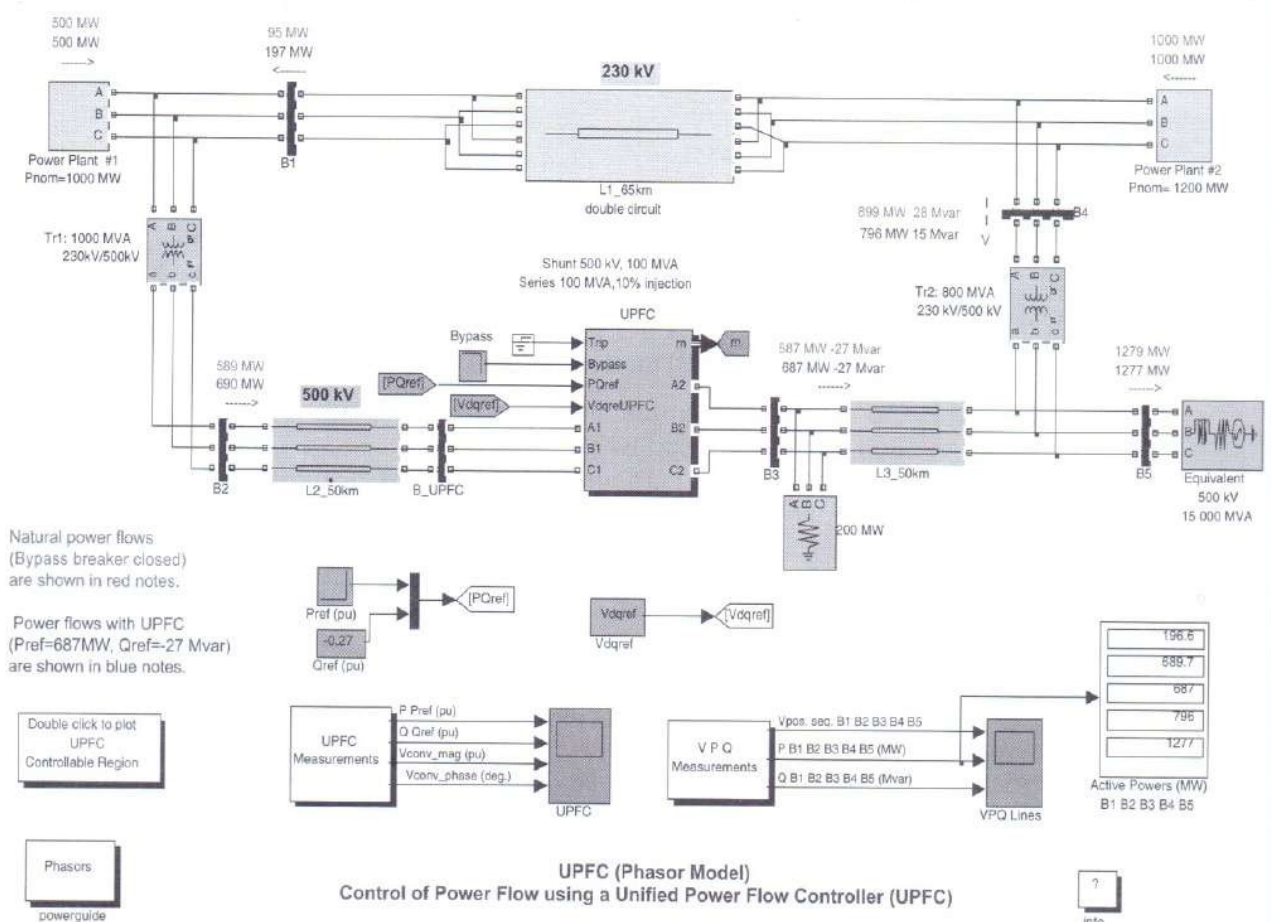 500 MW
500 MW
----->
95 MW
197 MW
<-----
230 kV
1000 MW
1000 MW
<-----
A
B
C
Power Plant #1
Pnom=1000 MW
B1
L1_65km
double circuit
A
B
C
Power Plant #2
Pnom= 1200 MW
899 MW 28 Mvar
796 MW 15 Mvar
V
B4
Tr1: 1000 MVA
230kV/500kV
A B C
a b c
Tr2: 800 MVA
230 kV/500 kV
A B C
a b c
Shunt 500 kV, 100 MVA
Series 100 MVA,10% injection
UPFC
Bypass
[PQref]
[Vdqref]
Trip
Bypass
PQref
VdqreUPFC
A1
B1
C1
m
A2
B2
C2
m
589 MW
690 MW
----->
500 kV
B2
L2_50km
B_UPFC
587 MW -27 Mvar
687 MW -27 Mvar
----->
B3
L3_50km
A B C
200 MW
1279 MW
1277 MW
----->
B5
A
B
C
Equivalent
500 kV
15 000 MVA
Natural power flows
(Bypass breaker closed)
are shown in red notes.
Power flows with UPFC
(Pref=687MW, Qref=-27 Mvar)
are shown in blue notes.
Pref (pu)
-0.27
Qref (pu)
[PQref]
Vdqref
Vdqref
[Vdqref]
196.6
689.7
687
796
1277
Active Powers (MW)
B1 B2 B3 B4 B5
Double click to plot
UPFC
Controllable Region
UPFC
Measurements
P Pref (pu)
Q Qref (pu)
Vconv_mag (pu)
Vconv_phase (deg.)
UPFC
V P Q
Measurements
Vpos. seq. B1 B2 B3 B4 B5
P B1 B2 B3 B4 B5 (MW)
Q B1 B2 B3 B4 B5 (Mvar)
VPQ Lines
Phasors
powerguide
UPFC (Phasor Model)
Control of Power Flow using a Unified Power Flow Controller (UPFC)
?
info